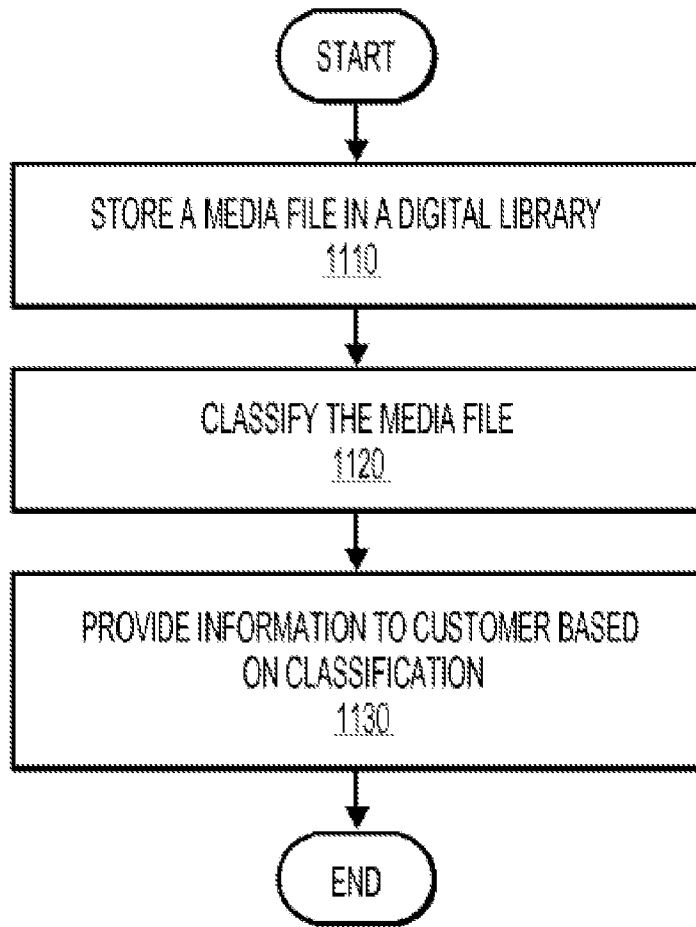 START
STORE A MEDIA FILE IN A DIGITAL LIBRARY
1110
CLASSIFY THE MEDIA FILE
1120
PROVIDE INFORMATION TO CUSTOMER BASED
ON CLASSIFICATION
1130
END